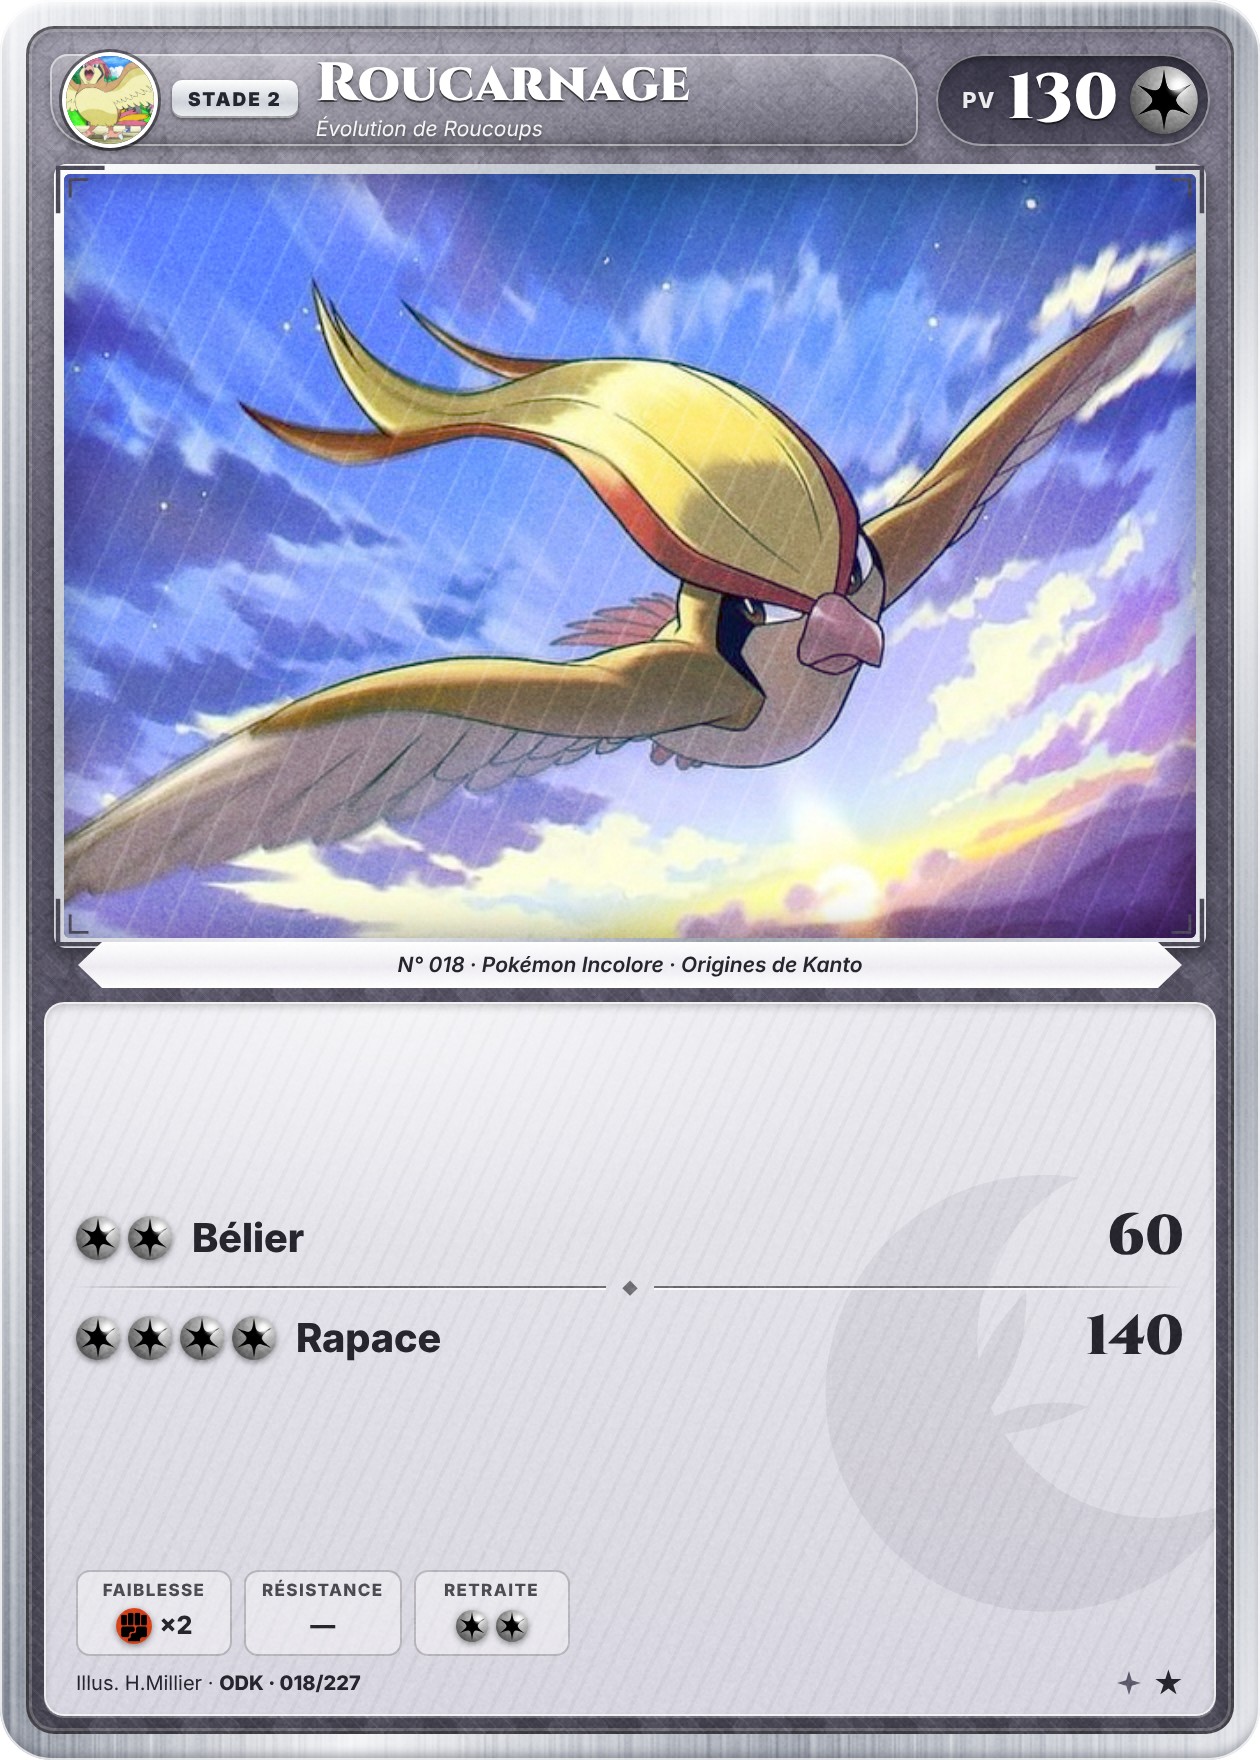 STADE 2
ROUCARNAGE
Évolution de Roucoups
PV 130
N° 018 · Pokémon Incolore · Origines de Kanto
Bélier 60
Rapace 140
FAIBLESSE
×2
RÉSISTANCE
—
RETRAITE
Illus. H.Millier · ODK · 018/227